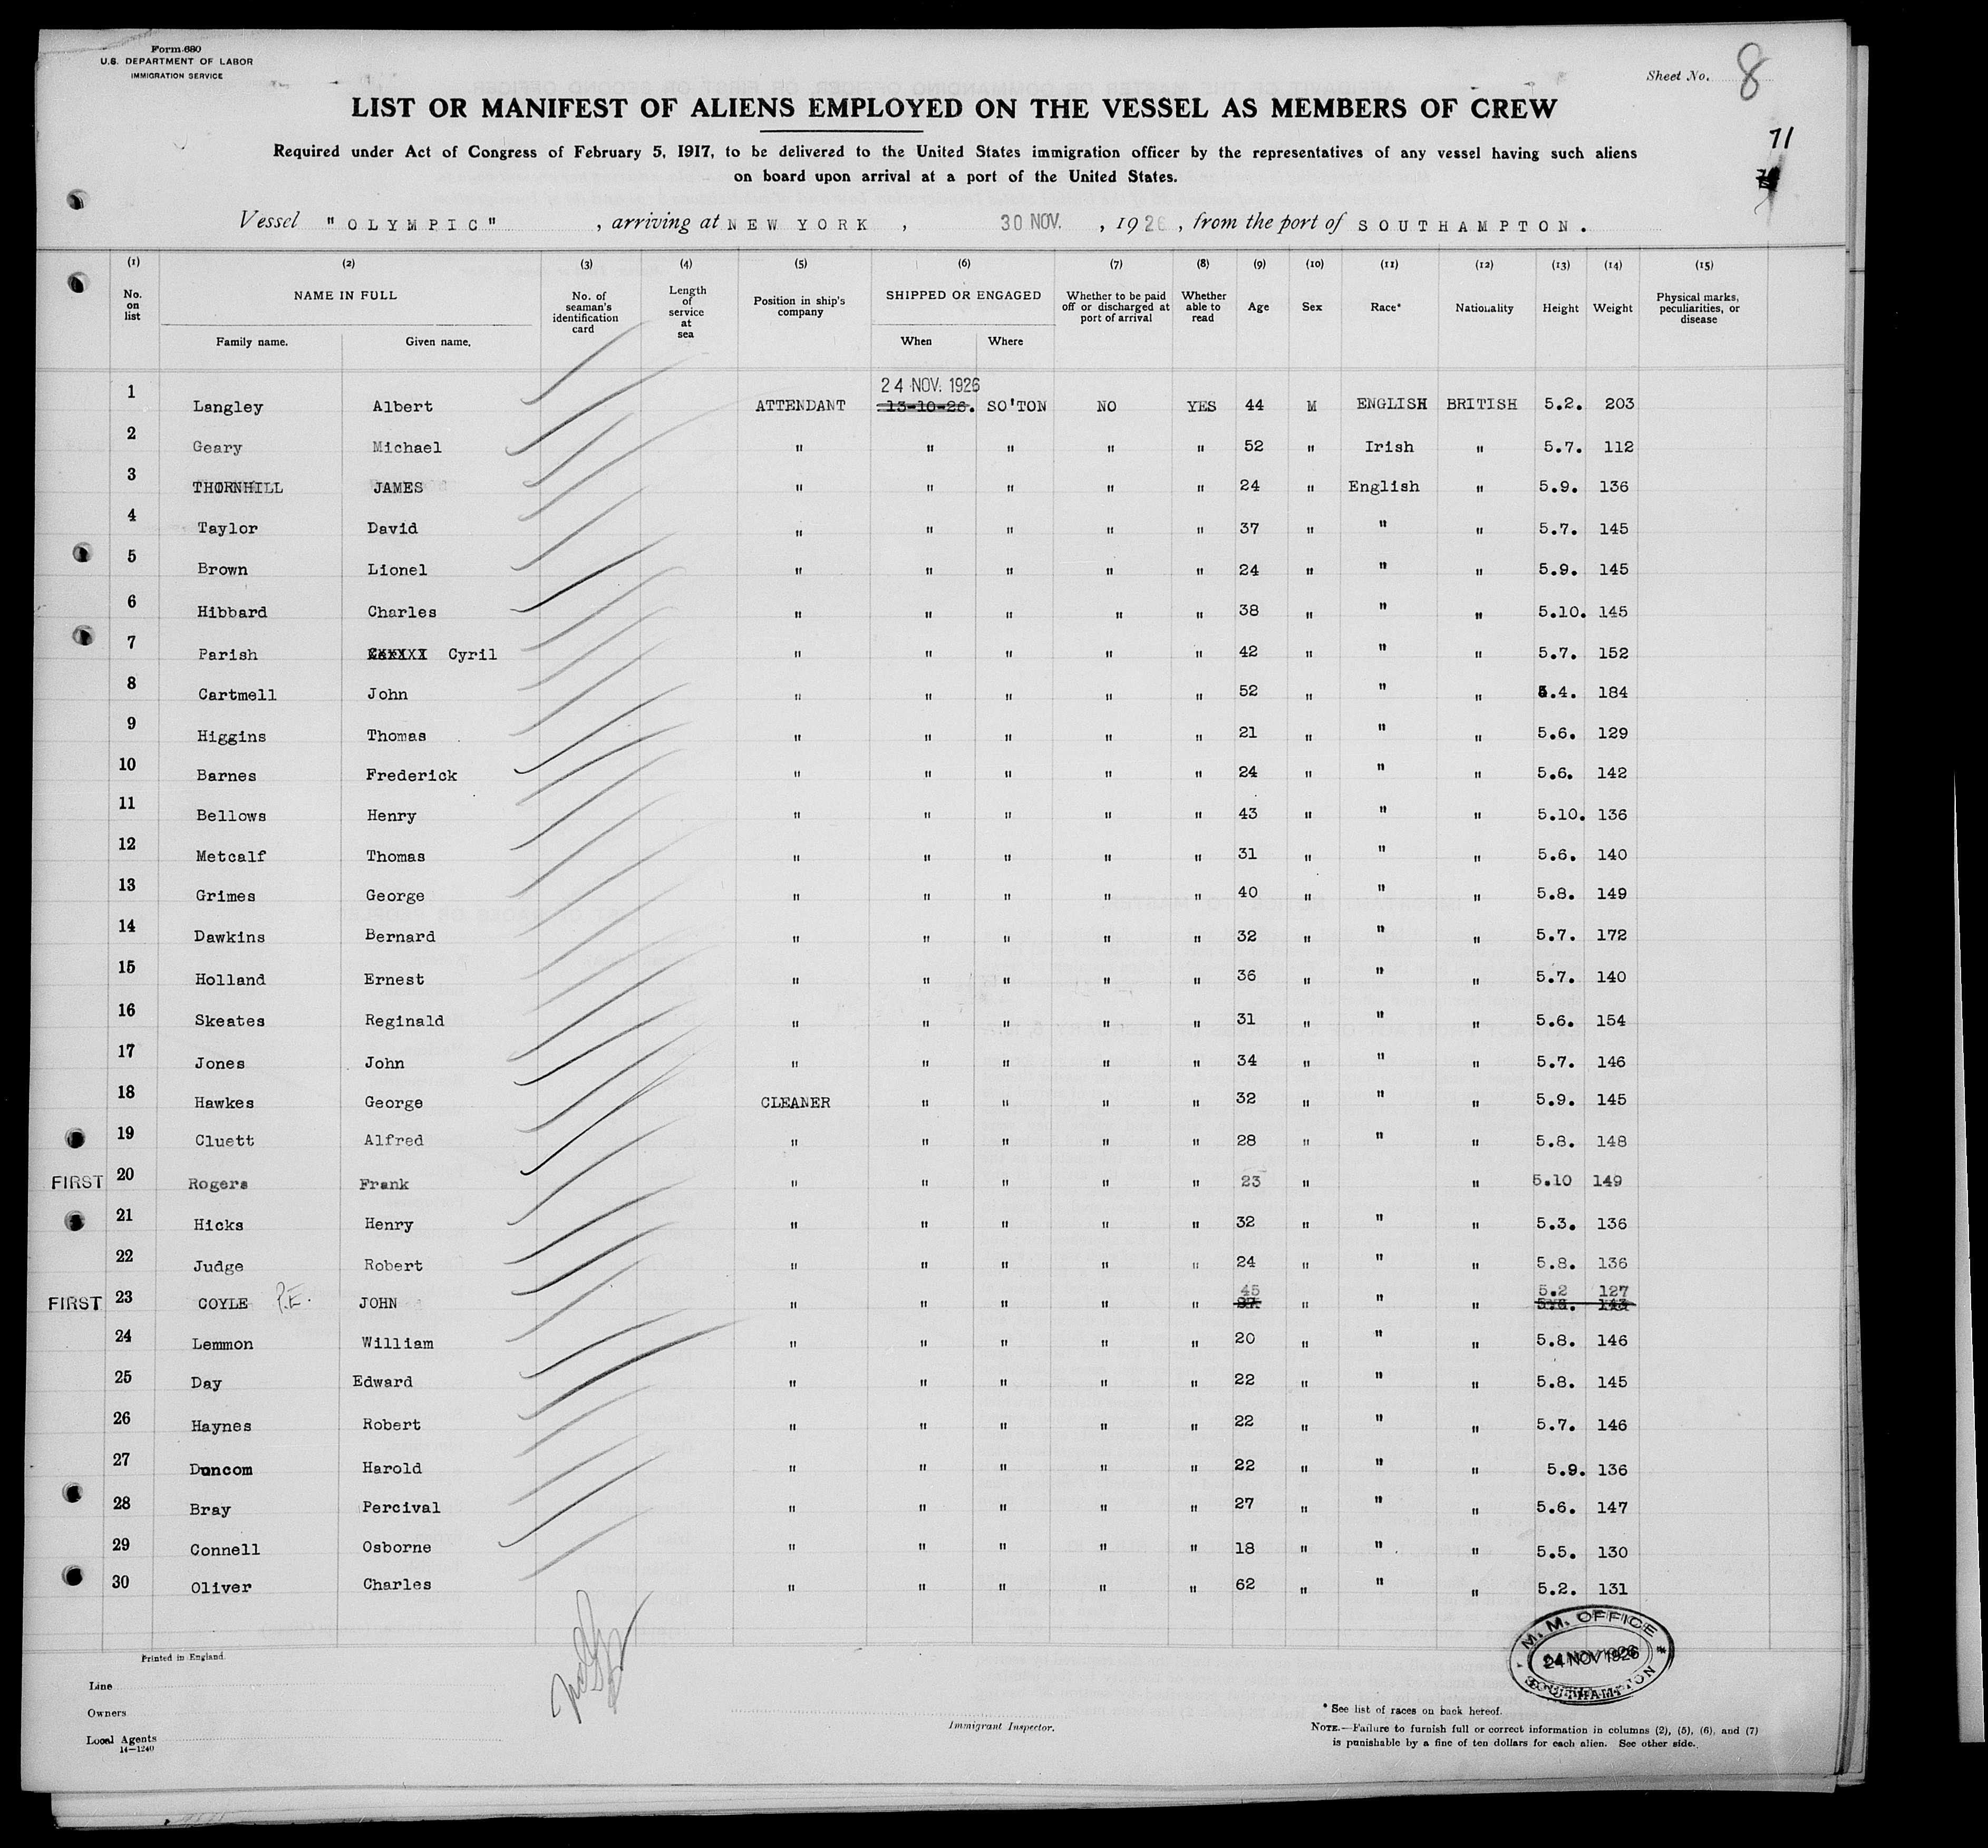 Form 680
U.S. DEPARTMENT OF LABOR
IMMIGRATION SERVICE
Sheet No. 8
LIST OR MANIFEST OF ALIENS EMPLOYED ON THE VESSEL AS MEMBERS OF CREW
71
Required under Act of Congress of February 5, 1917, to be delivered to the United States immigration officer by the representatives of any vessel having such aliens
on board upon arrival at a port of the United States.
Vessel "OLYMPIC" , arriving at NEW YORK , 30 NOV. , 1926 , from the port of SOUTHAMPTON.
(1) (2) (3) (4) (5) (6) (7) (8) (9) (10) (11) (12) (13) (14) (15)
No. on list NAME IN FULL Family name. Given name. No. of seaman's identification card Length of service at sea Position in ship's company SHIPPED OR ENGAGED When Where Whether to be paid off or discharged at port of arrival Whether able to read Age Sex Race* Nationality Height Weight Physical marks, peculiarities, or disease
24 NOV. 1926
1 Langley Albert ATTENDANT 13-10-26. SO'TON NO YES 44 M ENGLISH BRITISH 5.2. 203
2 Geary Michael " " " " " 52 " Irish " 5.7. 112
3 THORNHILL JAMES " " " " " 24 " English " 5.9. 136
4 Taylor David " " " " " 37 " " " 5.7. 145
5 Brown Lionel " " " " " 24 " " " 5.9. 145
6 Hibbard Charles " " " " " 38 " " " 5.10. 145
7 Parish Cyril " " " " " 42 " " " 5.7. 152
8 Cartmell John " " " " " 52 " " " 5.4. 184
9 Higgins Thomas " " " " " 21 " " " 5.6. 129
10 Barnes Frederick " " " " " 24 " " " 5.6. 142
11 Bellows Henry " " " " " 43 " " " 5.10. 136
12 Metcalf Thomas " " " " " 31 " " " 5.6. 140
13 Grimes George " " " " " 40 " " " 5.8. 149
14 Dawkins Bernard " " " " " 32 " " " 5.7. 172
15 Holland Ernest " " " " " 36 " " " 5.7. 140
16 Skeates Reginald " " " " " 31 " " " 5.6. 154
17 Jones John " " " " " 34 " " " 5.7. 146
18 Hawkes George CLEANER " " " " 32 " " " 5.9. 145
19 Cluett Alfred " " " " " 28 " " " 5.8. 148
FIRST 20 Rogers Frank " " " " " 23 " " 5.10 149
21 Hicks Henry " " " " " 32 " " " 5.3. 136
22 Judge Robert " " " " " 24 " " " 5.8. 136
FIRST 23 COYLE P.E. JOHN " " " " " 45 " " " 5.2 127
24 Lemmon William " " " " " 20 " " " 5.8. 146
25 Day Edward " " " " " 22 " " " 5.8. 145
26 Haynes Robert " " " " " 22 " " " 5.7. 146
27 Duncom Harold " " " " " 22 " " " 5.9. 136
28 Bray Percival " " " " " 27 " " " 5.6. 147
29 Connell Osborne " " " " " 18 " " " 5.5. 130
30 Oliver Charles " " " " " 62 " " " 5.2. 131
M. M. OFFICE
24 NOV 1926
SOUTHAMPTON
Printed in England.
Line
Owners
Local Agents
14-1240
Immigrant Inspector.
* See list of races on back hereof.
NOTE.—Failure to furnish full or correct information in columns (2), (5), (6), and (7)
is punishable by a fine of ten dollars for each alien. See other side.